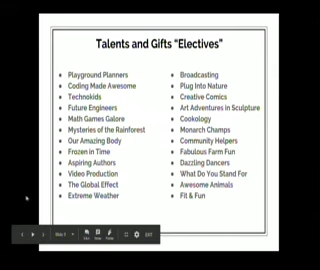 Talents and Gifts “Electives”
Playground Planners
Coding Made Awesome
Technokids
Future Engineers
Math Games Galore
Mysteries of the Rainforest
Our Amazing Body
Frozen in Time
Aspiring Authors
Video Production
The Global Effect
Extreme Weather
Broadcasting
Plug Into Nature
Creative Comics
Art Adventures in Sculpture
Cookology
Monarch Champs
Community Helpers
Fabulous Farm Fun
Dazzling Dancers
What Do You Stand For
Awesome Animals
Fit & Fun